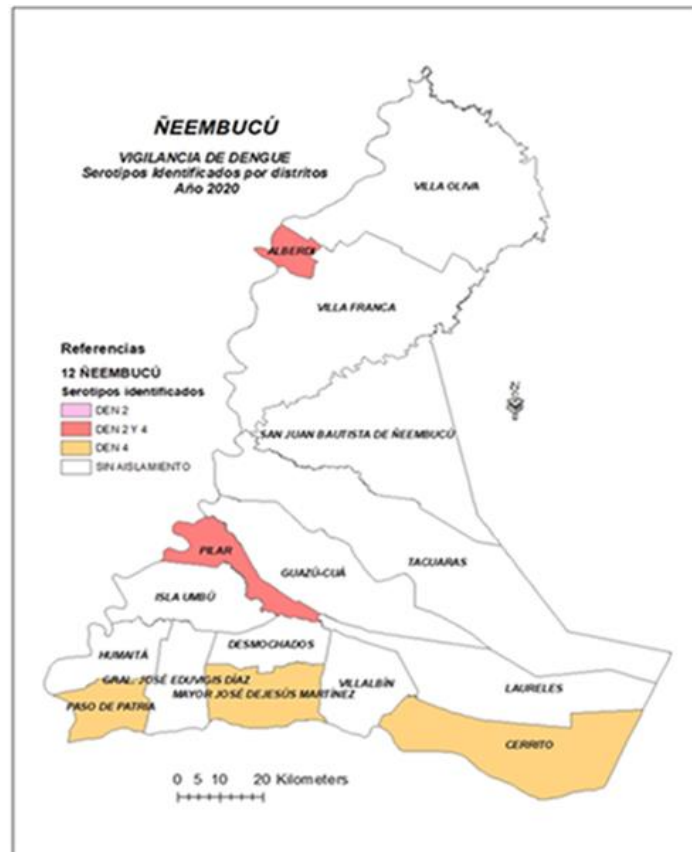 ÑEEMBUCÚ
VIGILANCIA DE DENGUE
Serotipos Identificados por distritos
Año 2020
VILLA OLIVA
ALBERDI
VILLA FRANCA
Referencias
12 ÑEEMBUCÚ
Serotipos identificados
DEN 2
DEN 2 Y 4
DEN 4
SIN AISLAMIENTO
SAN JUAN BAUTISTA DE ÑEEMBUCÚ
PILAR
GUAZÚ-CUÁ
TACUARAS
ISLA UMBÚ
DESMOCHADOS
HUMAITÁ
GRAL. JOSÉ EDUVIGIS DÍAZ
VILLALBÍN
MAYOR JOSÉ DEJESÚS MARTÍNEZ
LAURELES
PASO DE PATRIA
CERRITO
0 5 10 20 Kilometers